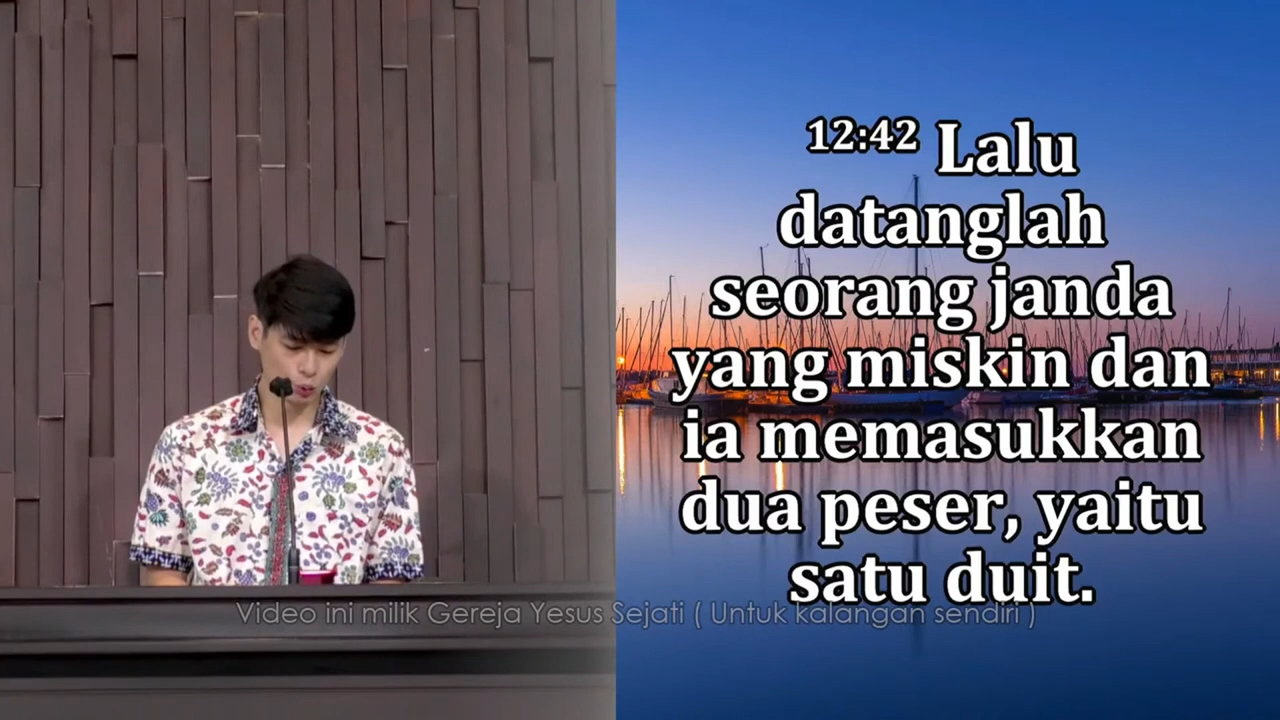 12:42 Lalu
datanglah
seorang janda
yang miskin dan
ia memasukkan
dua peser, yaitu
satu duit.
Video ini milik Gereja Yesus Sejati ( Untuk kalangan sendiri )